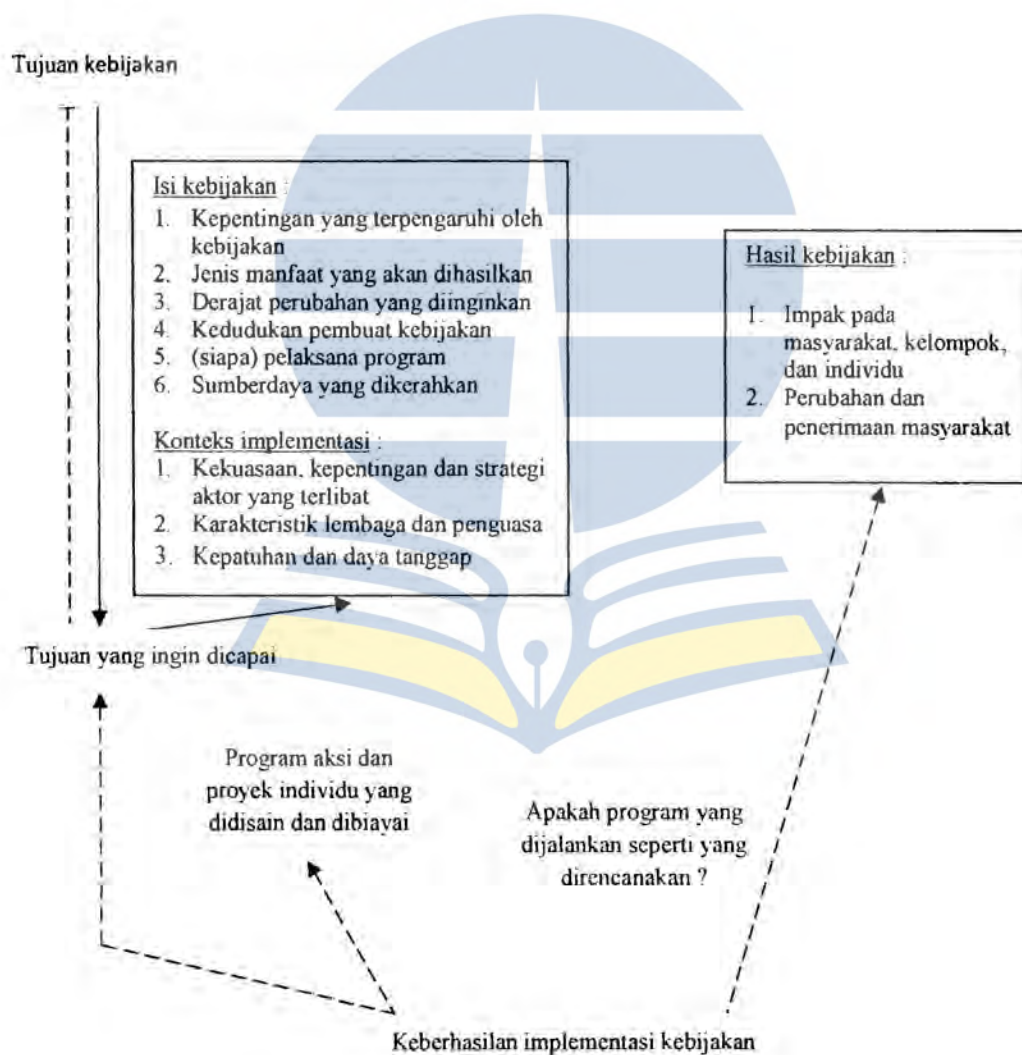 Tujuan kebijakan
Isi kebijakan :
1. Kepentingan yang terpengaruhi oleh
kebijakan
2. Jenis manfaat yang akan dihasilkan
3. Derajat perubahan yang diinginkan
4. Kedudukan pembuat kebijakan
5. (siapa) pelaksana program
6. Sumberdaya yang dikerahkan
Konteks implementasi :
1. Kekuasaan, kepentingan dan strategi
aktor yang terlibat
2. Karakteristik lembaga dan penguasa
3. Kepatuhan dan daya tanggap
Hasil kebijakan :
1. Impak pada
masyarakat, kelompok,
dan individu
2. Perubahan dan
penerimaan masyarakat
Tujuan yang ingin dicapai
Program aksi dan
proyek individu yang
didisain dan dibiayai
Apakah program yang
dijalankan seperti yang
direncanakan ?
Keberhasilan implementasi kebijakan